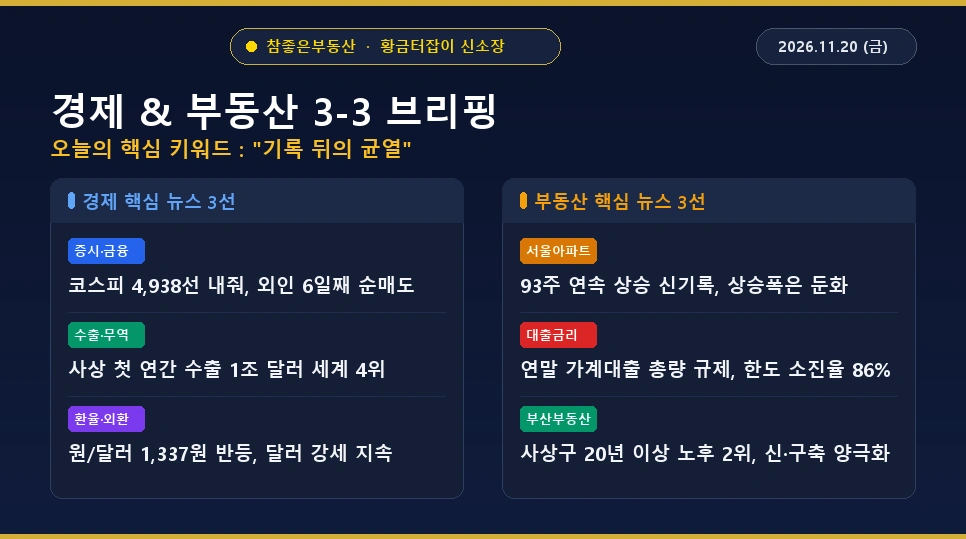 참좋은부동산 · 황금터잡이 신소장
2026.11.20 (금)
경제 & 부동산 3-3 브리핑
오늘의 핵심 키워드 : "기록 뒤의 균열"
경제 핵심 뉴스 3선
증시·금융
코스피 4,938선 내줘, 외인 6일째 순매도
수출·무역
사상 첫 연간 수출 1조 달러 세계 4위
환율·외환
원/달러 1,337원 반등, 달러 강세 지속
부동산 핵심 뉴스 3선
서울아파트
93주 연속 상승 신기록, 상승폭은 둔화
대출금리
연말 가계대출 총량 규제, 한도 소진율 86%
부산부동산
사상구 20년 이상 노후 2위, 신·구축 양극화